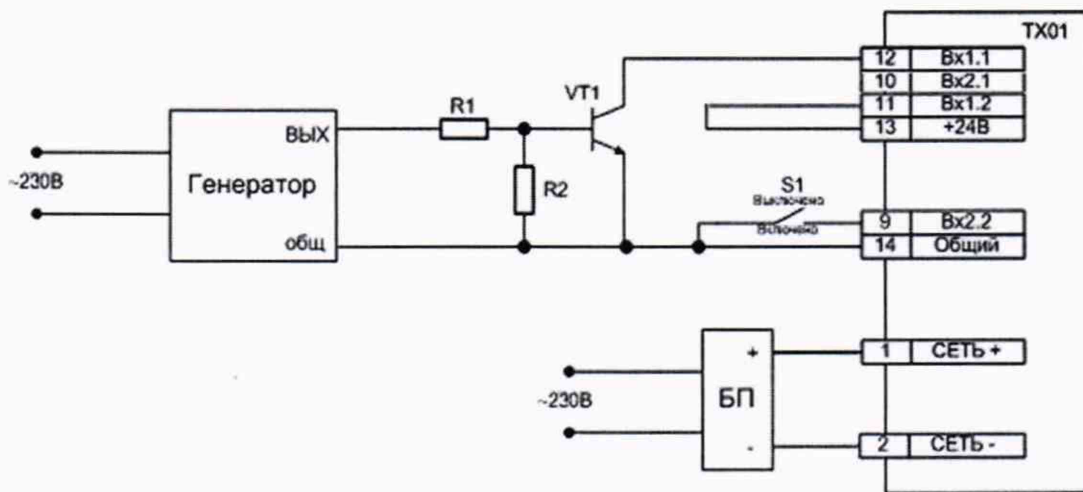 TX01
12 Вх1.1
10 Вх2.1
11 Вх1.2
13 +24В
VT1
R1
ВЫХ
~230В
Генератор
R2
S1
Выключено
Включено
9 Вх2.2
14 Общий
общ
1 СЕТЬ +
+
~230В
БП
-
2 СЕТЬ -